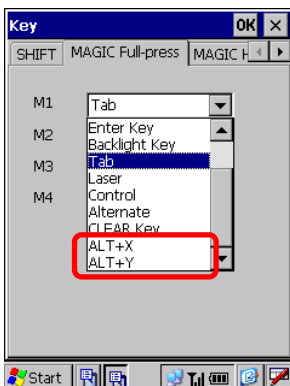 Key OK
SHIFT MAGIC Full-press MAGIC H
M1 Tab
M2 Enter Key
Backlight Key
Tab
M3 Laser
M4 Control
Alternate
CLEAR Key
ALT+X
ALT+Y
Start